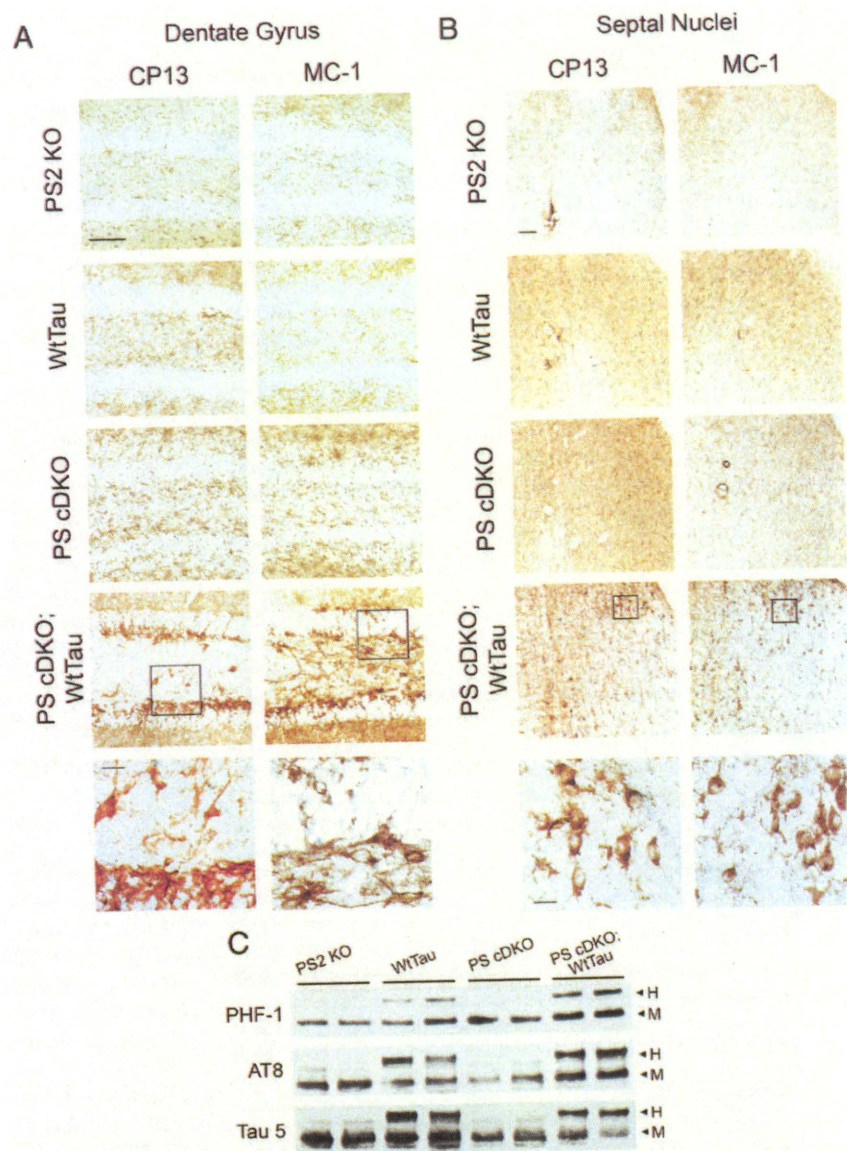 A
Dentate Gyrus
CP13 MC-1
PS2 KO
WtTau
PS cDKO
PS cDKO;
WtTau
B
Septal Nuclei
CP13 MC-1
PS2 KO
WtTau
PS cDKO
PS cDKO;
WtTau
C
PS2 KO WtTau PS cDKO PS cDKO;
WtTau
PHF-1 ◄H
◄M
AT8 ◄H
◄M
Tau 5 ◄H
◄M